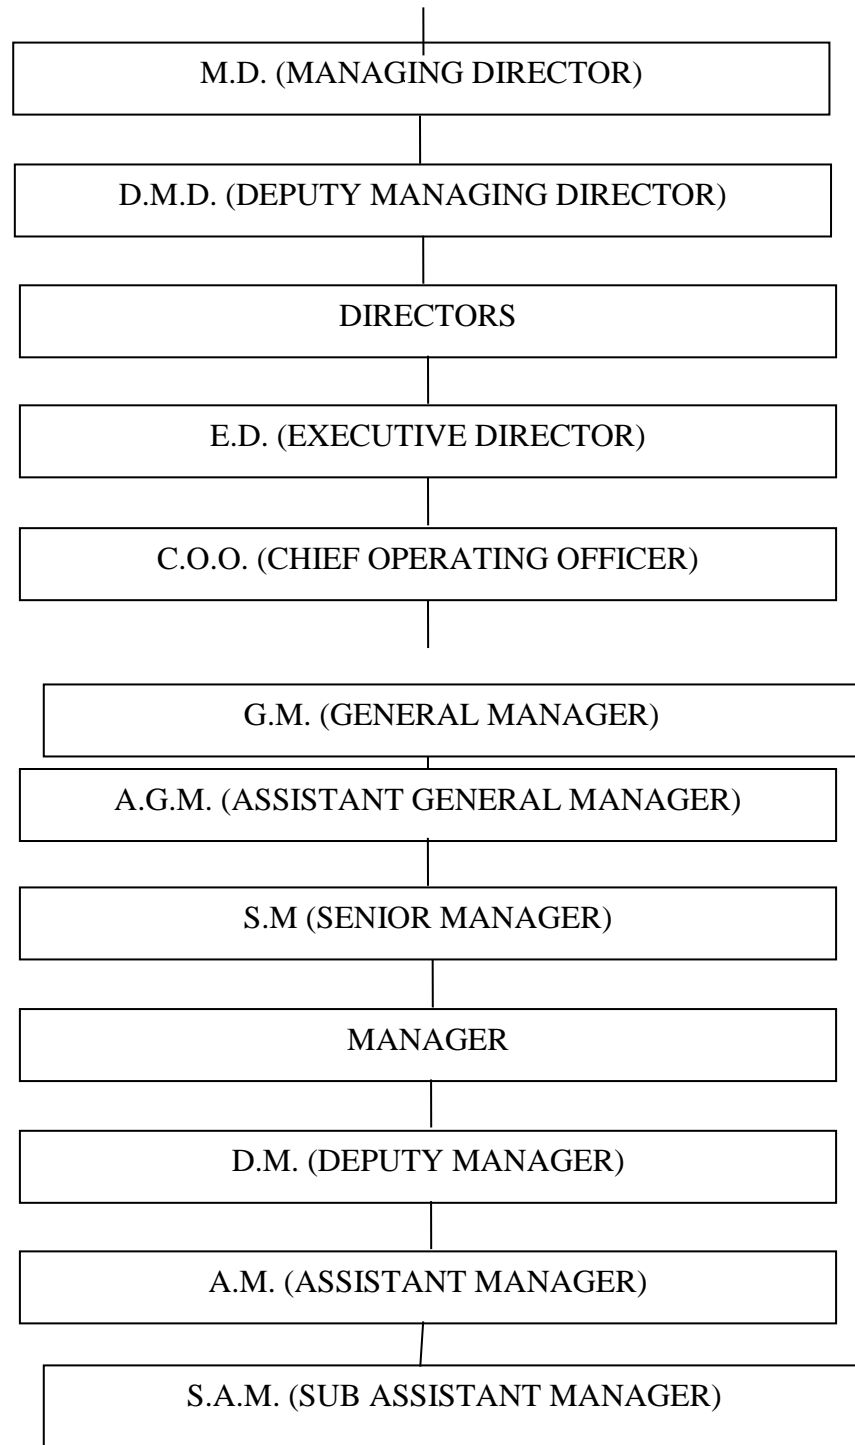 M.D. (MANAGING DIRECTOR)
D.M.D. (DEPUTY MANAGING DIRECTOR)
DIRECTORS
E.D. (EXECUTIVE DIRECTOR)
C.O.O. (CHIEF OPERATING OFFICER)
G.M. (GENERAL MANAGER)
A.G.M. (ASSISTANT GENERAL MANAGER)
S.M (SENIOR MANAGER)
MANAGER
D.M. (DEPUTY MANAGER)
A.M. (ASSISTANT MANAGER)
S.A.M. (SUB ASSISTANT MANAGER)